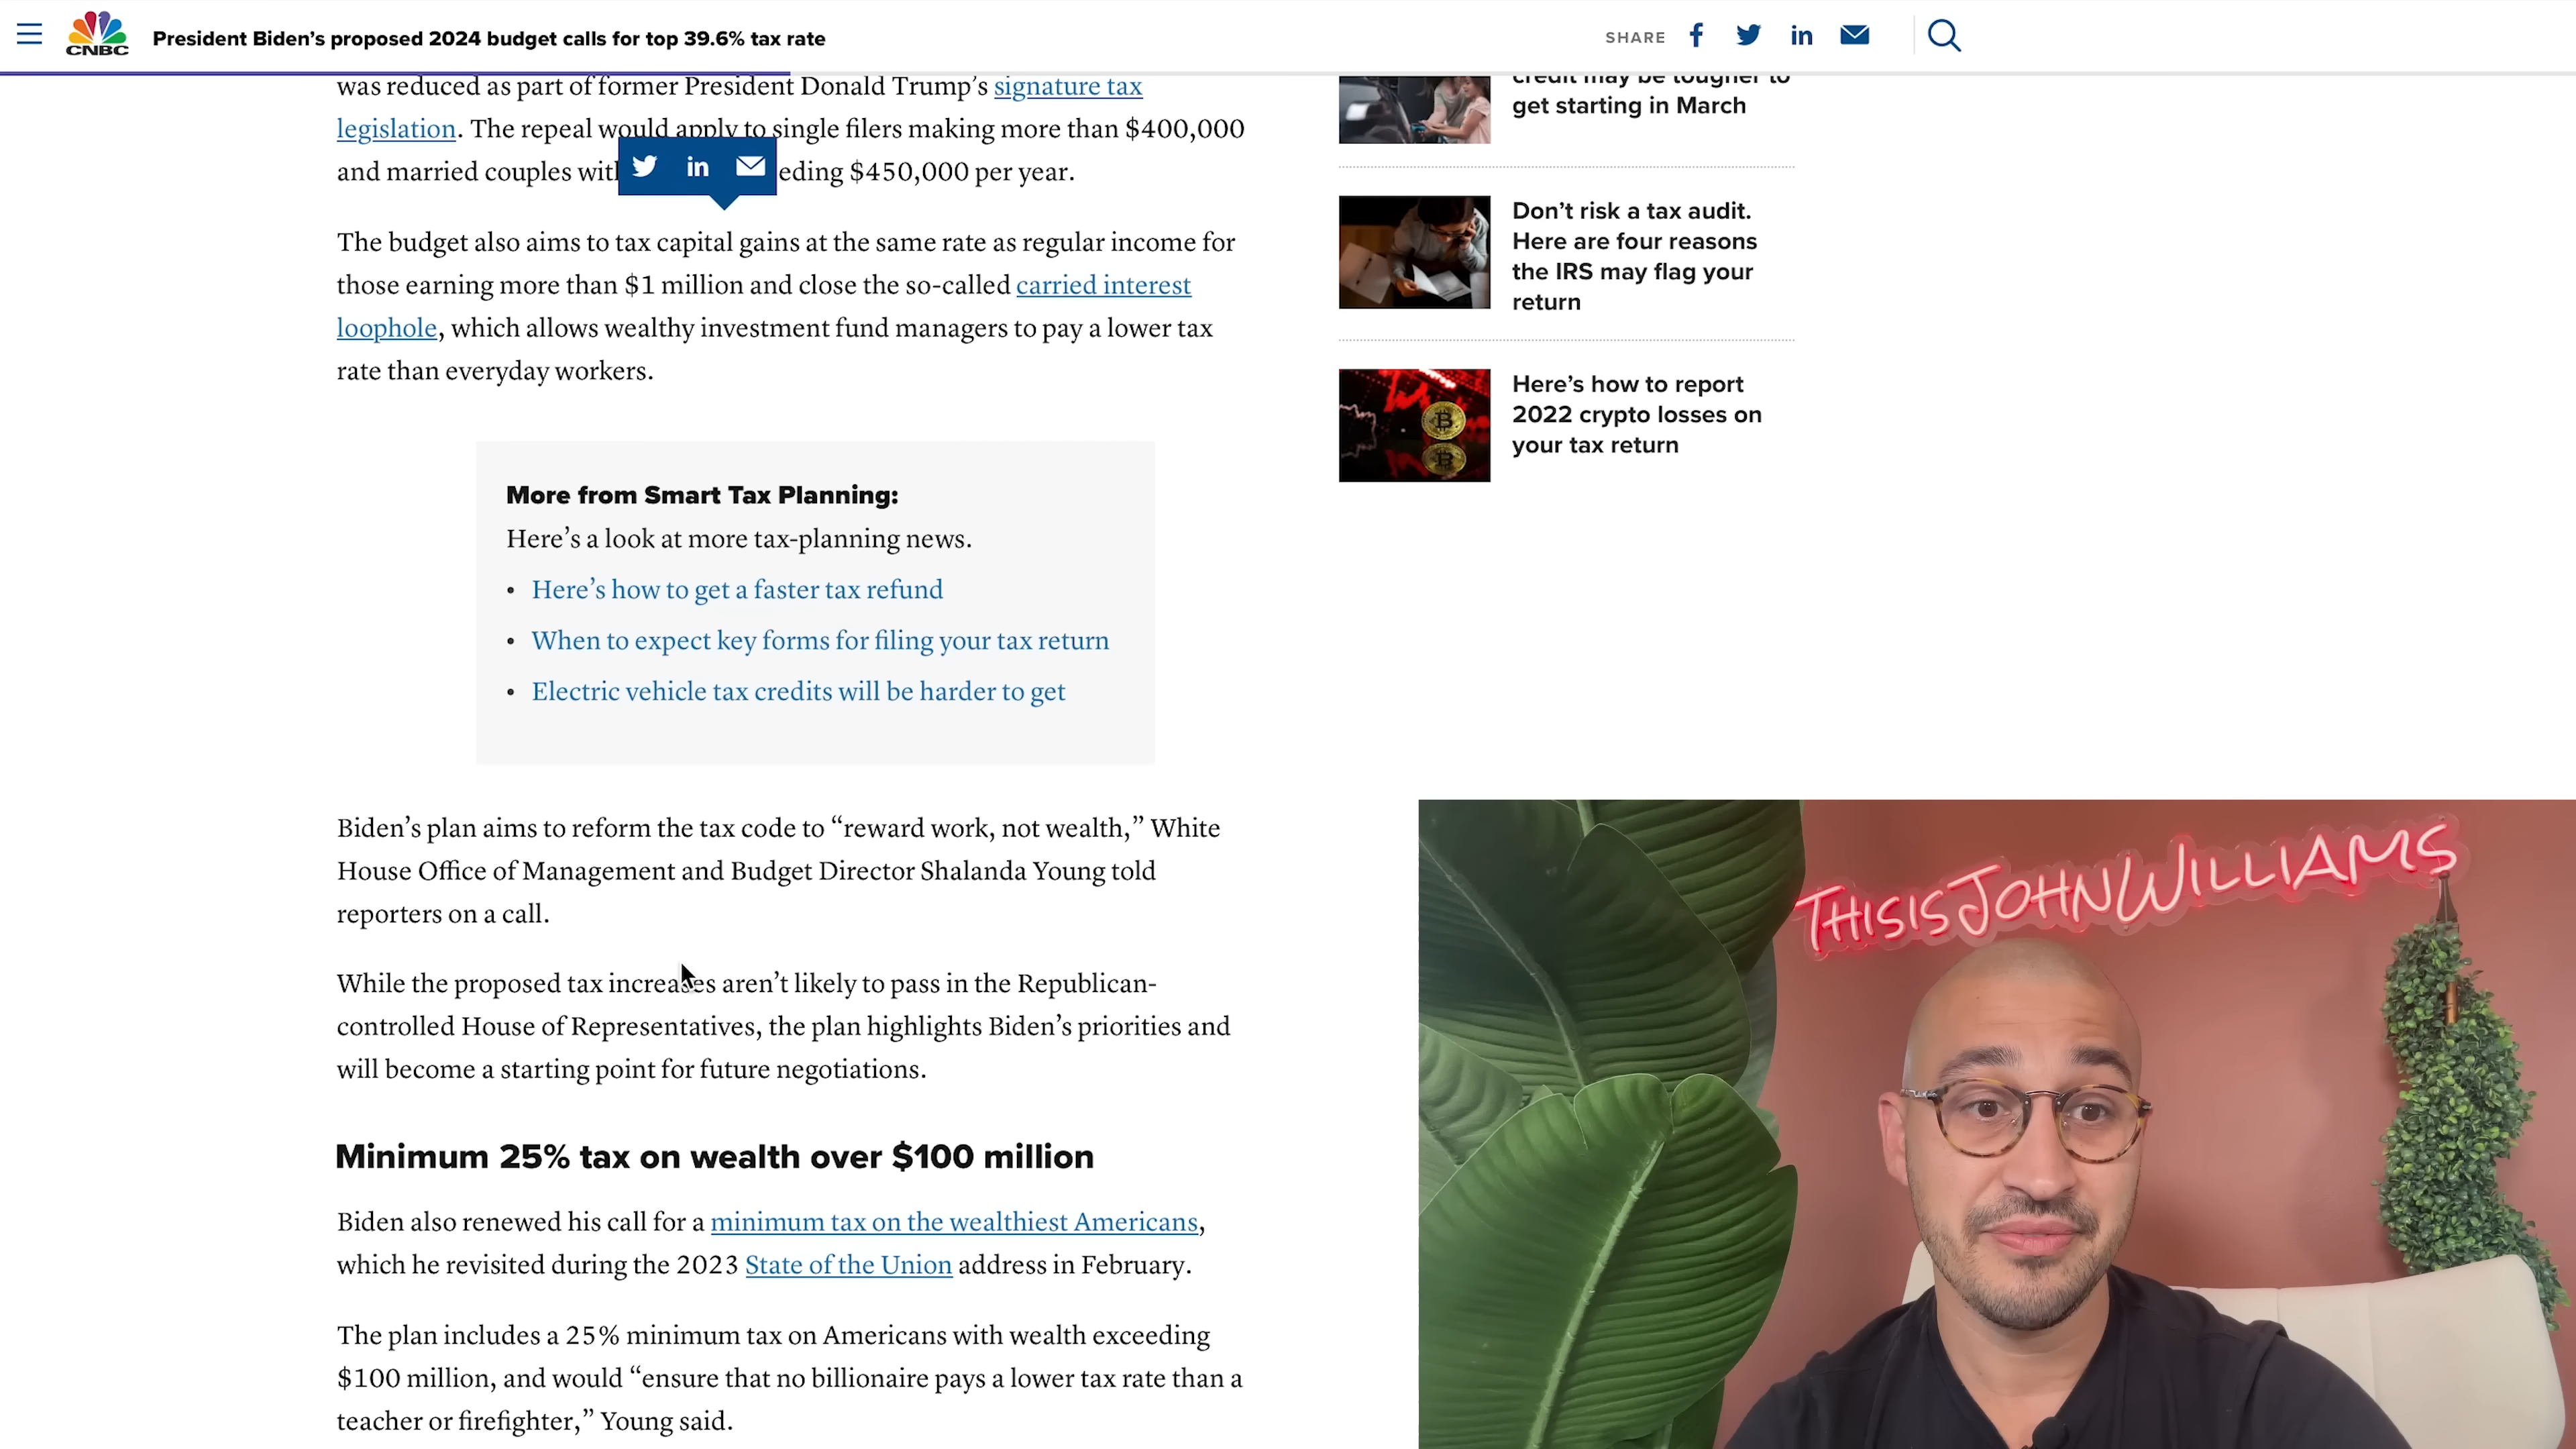 CNBC
President Biden’s proposed 2024 budget calls for top 39.6% tax rate
SHARE
was reduced as part of former President Donald Trump’s signature tax
legislation. The repeal would apply to single filers making more than $400,000
and married couples with eding $450,000 per year.
The budget also aims to tax capital gains at the same rate as regular income for
those earning more than $1 million and close the so-called carried interest
loophole, which allows wealthy investment fund managers to pay a lower tax
rate than everyday workers.
More from Smart Tax Planning:
Here’s a look at more tax-planning news.
• Here’s how to get a faster tax refund
• When to expect key forms for filing your tax return
• Electric vehicle tax credits will be harder to get
Biden’s plan aims to reform the tax code to “reward work, not wealth,” White
House Office of Management and Budget Director Shalanda Young told
reporters on a call.
While the proposed tax increases aren’t likely to pass in the Republican-
controlled House of Representatives, the plan highlights Biden’s priorities and
will become a starting point for future negotiations.
Minimum 25% tax on wealth over $100 million
Biden also renewed his call for a minimum tax on the wealthiest Americans,
which he revisited during the 2023 State of the Union address in February.
The plan includes a 25% minimum tax on Americans with wealth exceeding
$100 million, and would “ensure that no billionaire pays a lower tax rate than a
teacher or firefighter,” Young said.
credit may be tougher to
get starting in March
Don’t risk a tax audit.
Here are four reasons
the IRS may flag your
return
Here’s how to report
2022 crypto losses on
your tax return
THISISJOHNWILLIAMS